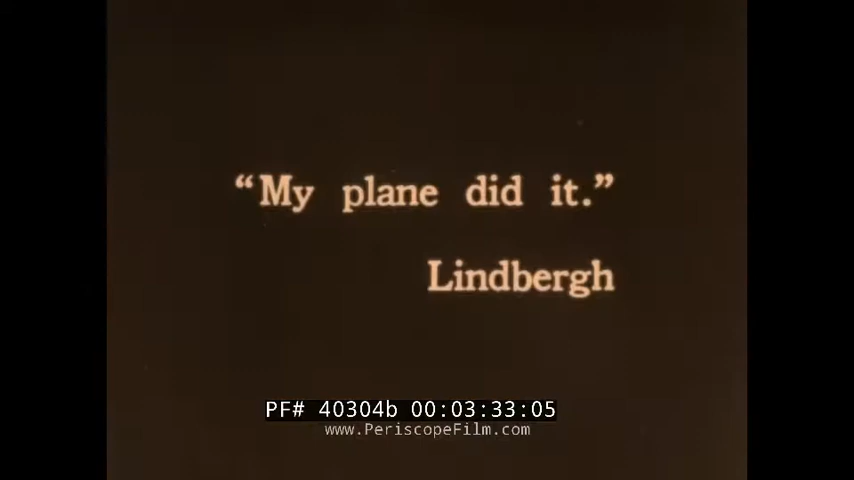 “My plane did it.”
Lindbergh
PF# 40304b 00:03:33:05
www.PeriscopeFilm.com